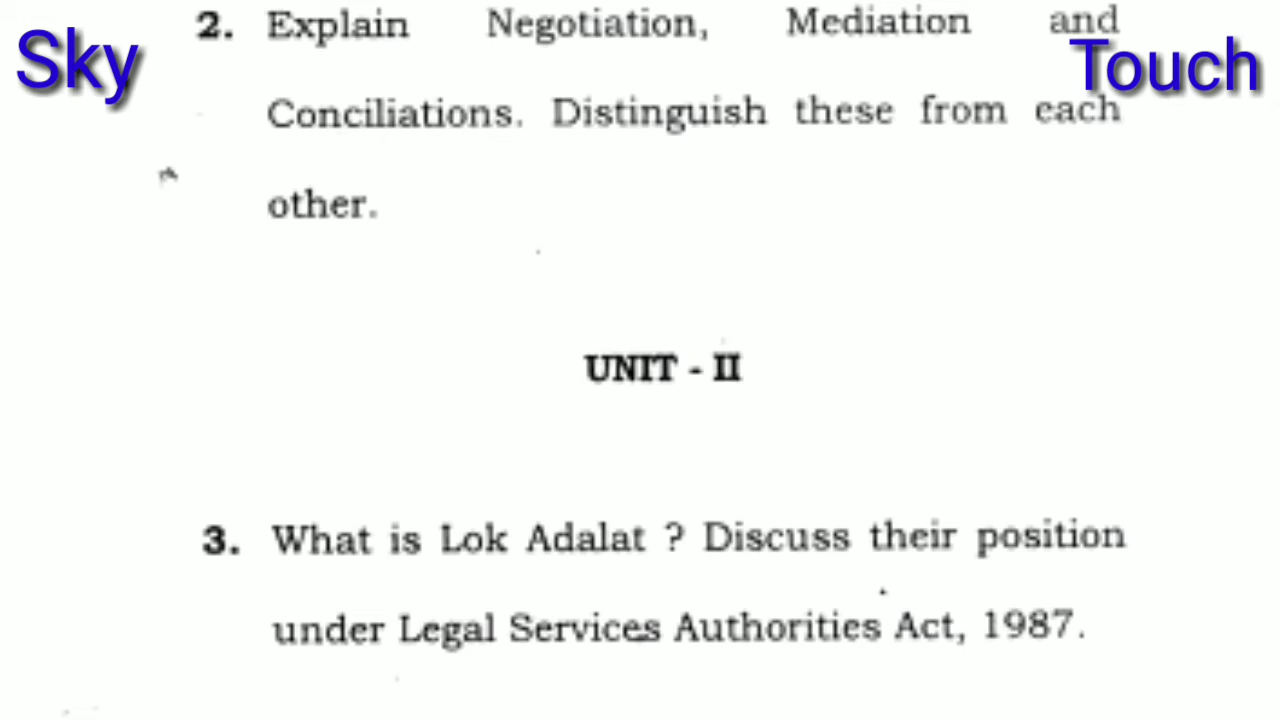 Sky
Touch
2. Explain Negotiation, Mediation and
Conciliations. Distinguish these from each
other.
UNIT - II
3. What is Lok Adalat ? Discuss their position
under Legal Services Authorities Act, 1987.